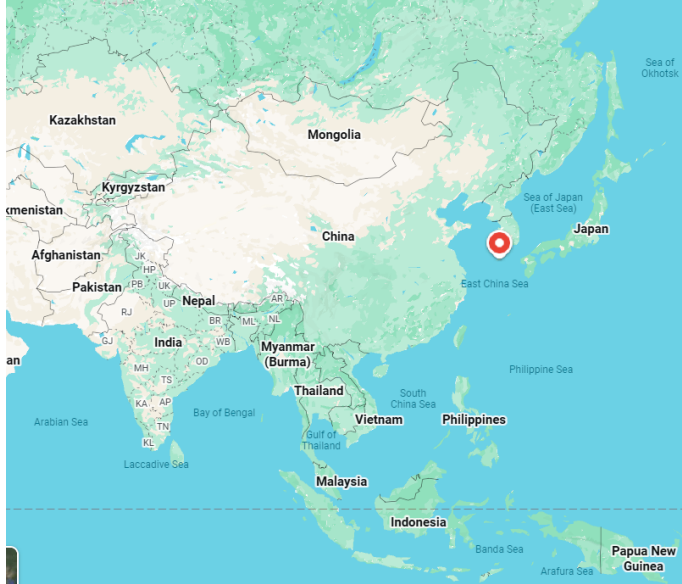 Sea of
Okhotsk
Kazakhstan
Mongolia
Kyrgyzstan
kmenistan
Sea of Japan
(East Sea)
Japan
China
Afghanistan
JK
HP
Pakistan
PB
UK
East China Sea
Nepal
UP
AR
RJ
BR
ML
NL
India
GJ
WB
Myanmar
(Burma)
an
OD
MH
Philippine Sea
TS
Thailand
South
China Sea
KA
AP
Bay of Bengal
Arabian Sea
Vietnam
Philippines
TN
Gulf of
Thailand
KL
Laccadive Sea
Malaysia
Indonesia
Banda Sea
Papua New
Guinea
Arafura Sea